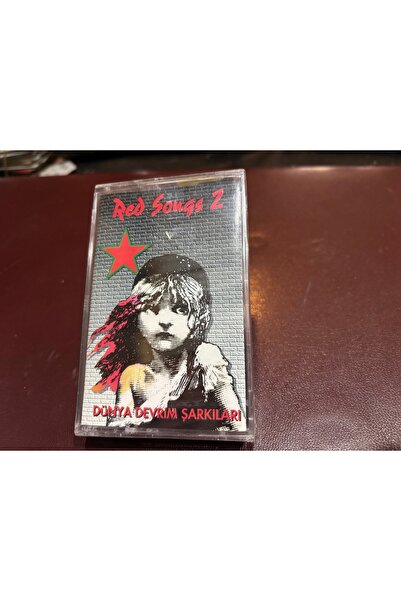 Red Songs 2
DÜNYA DEVRİM ŞARKILARI